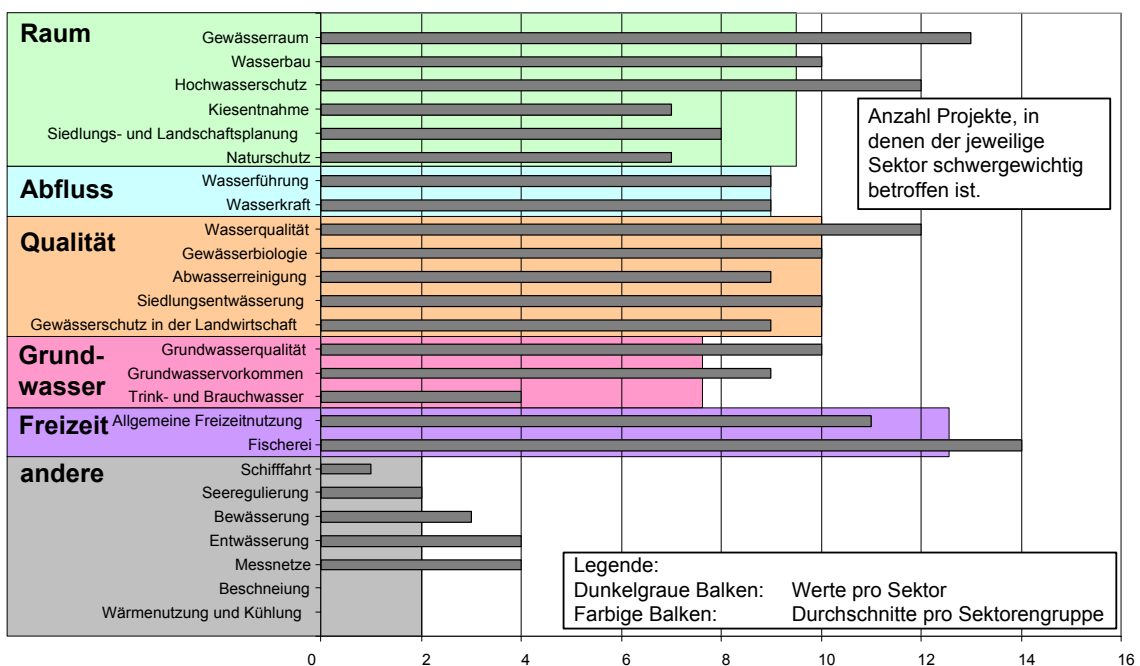 Raum
Gewässerraum
Wasserbau
Hochwasserschutz
Kiesentnahme
Siedlungs- und Landschaftsplanung
Naturschutz
Anzahl Projekte, in
denen der jeweilige
Sektor schwergewichtig
betroffen ist.
Abfluss
Wasserführung
Wasserkraft
Qualität
Wasserqualität
Gewässerbiologie
Abwasserreinigung
Siedlungsentwässerung
Gewässerschutz in der Landwirtschaft
Grund-
wasser
Grundwasserqualität
Grundwasservorkommen
Trink- und Brauchwasser
Freizeit
Allgemeine Freizeitnutzung
Fischerei
andere
Schifffahrt
Seeregulierung
Bewässerung
Entwässerung
Messnetze
Beschneiung
Wärmenutzung und Kühlung
Legende:
Dunkelgraue Balken: Werte pro Sektor
Farbige Balken: Durchschnitte pro Sektorengruppe
0 2 4 6 8 10 12 14 16